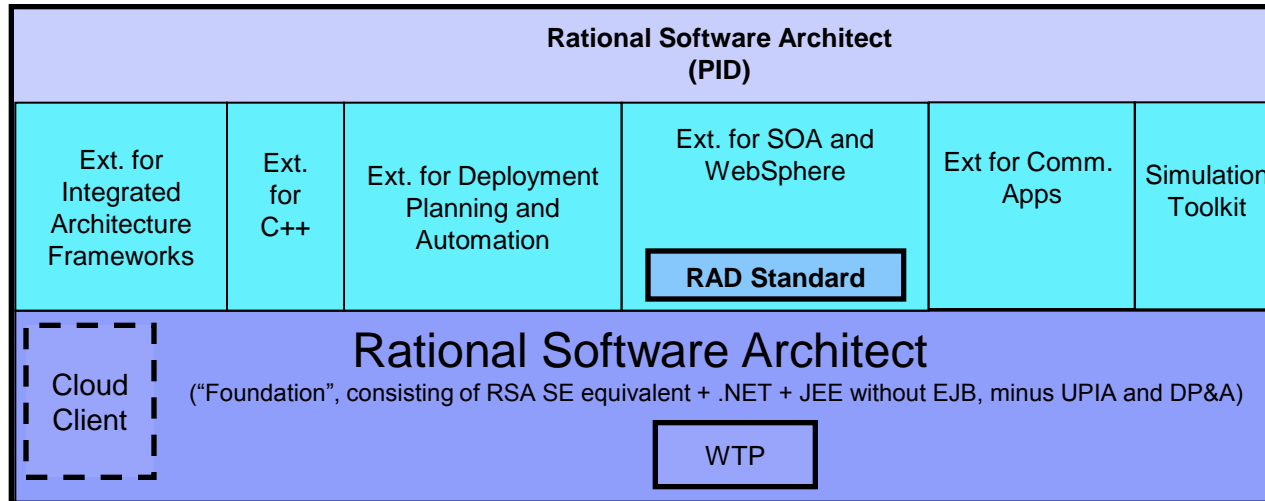 Rational Software Architect
(PID)
Ext. for
Integrated
Architecture
Frameworks
Ext.
for
C++
Ext. for Deployment
Planning and
Automation
Ext. for SOA and
WebSphere
RAD Standard
Ext for Comm.
Apps
Simulation
Toolkit
Cloud
Client
Rational Software Architect
(“Foundation”, consisting of RSA SE equivalent + .NET + JEE without EJB, minus UPIA and DP&A)
WTP